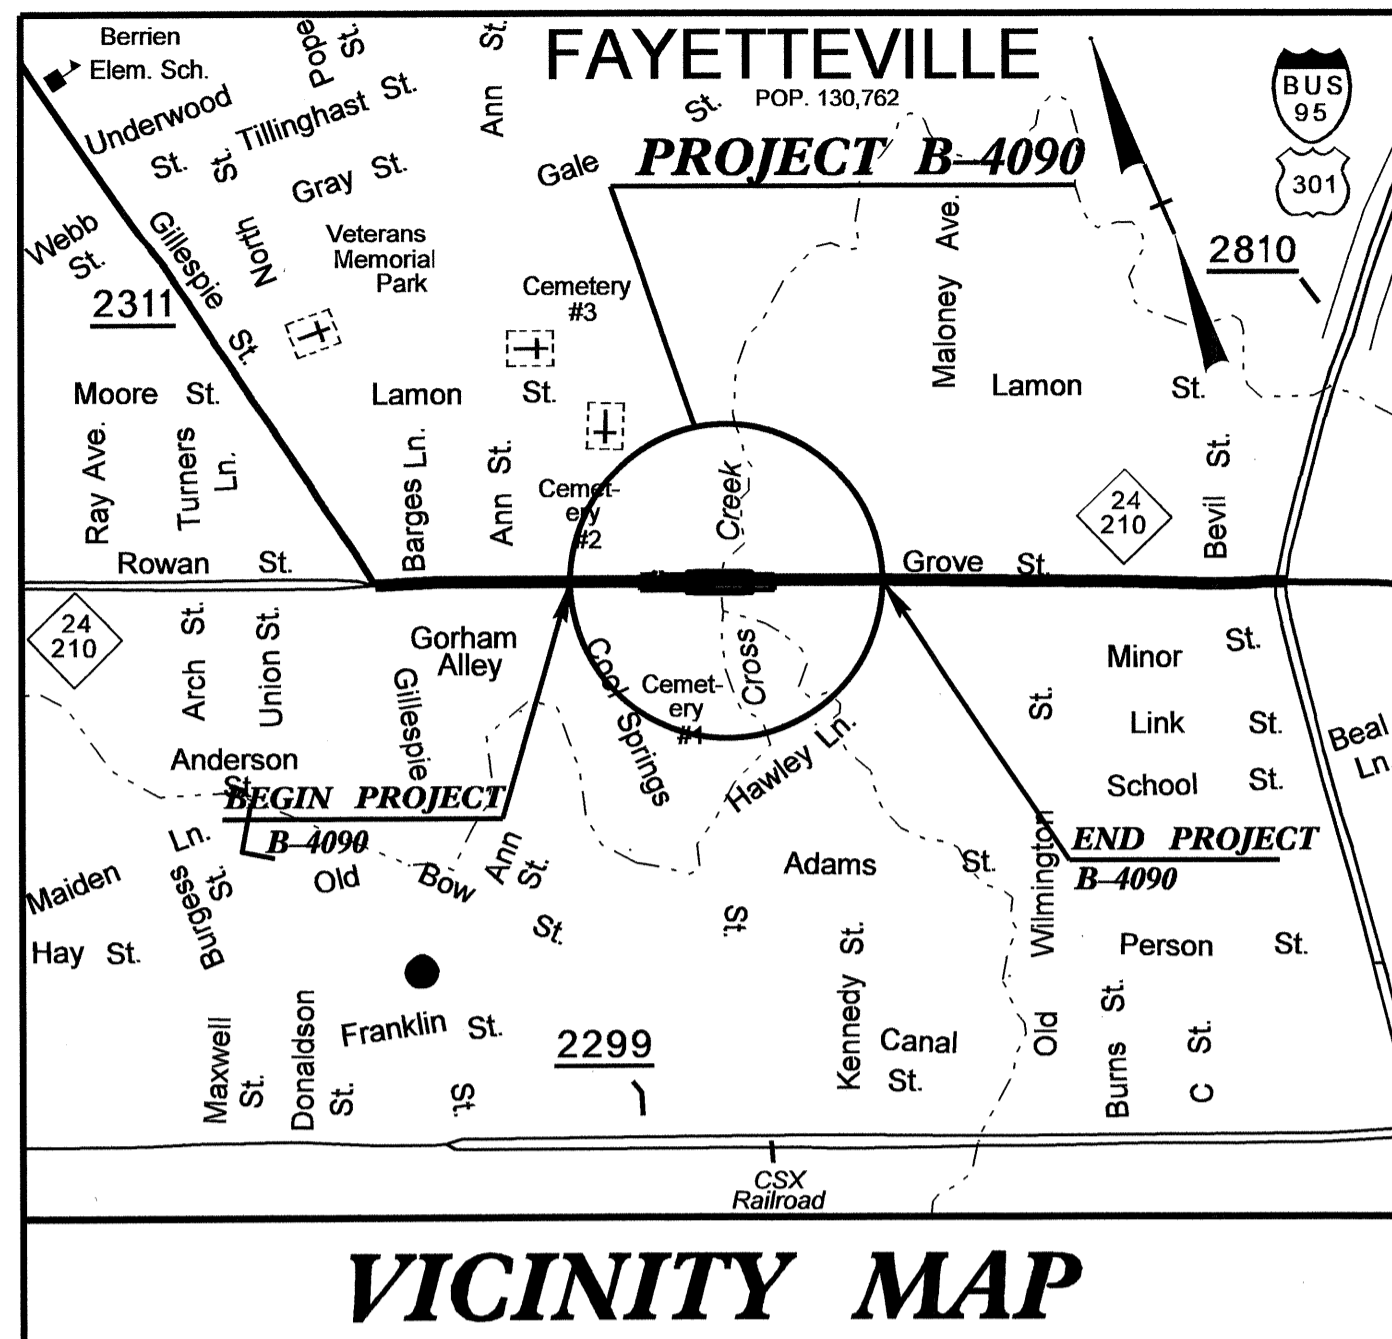 FAYETTEVILLE
POP. 130,762
PROJECT B–4090
Berrien
Elem. Sch.
Pope St.
Ann St.
Underwood
St.
Tillinghast St.
North St.
Gray St.
Gale St.
BUS
95
301
2810
Webb
St.
Gillespie St.
2311
Veterans
Memorial
Park
Cemetery
#3
Maloney Ave.
Moore St.
Lamon St.
Lamon St.
Ray Ave.
Turners
Ln.
Barges Ln.
Ann St.
Cemet-
ery
#2
Creek
24
210
Bevil St.
Rowan St.
Grove St.
24
210
Arch St.
Union St.
Gorham
Alley
Gillespie
Cool Springs
Cemet-
ery
#1
Cross
Hawley Ln.
Minor St.
Link St.
School St.
Beal
Ln.
Anderson
St.
BEGIN PROJECT
B–4090
END PROJECT
B–4090
Maiden
Ln.
Burgess
St.
Old Bow St.
Ann
St.
Adams St.
Old Wilmington St.
Hay St.
St.
Person St.
Maxwell
St.
Donaldson
St.
Franklin St.
St.
2299
Kennedy St.
Canal
St.
Burns St.
C St.
CSX
Railroad
VICINITY MAP